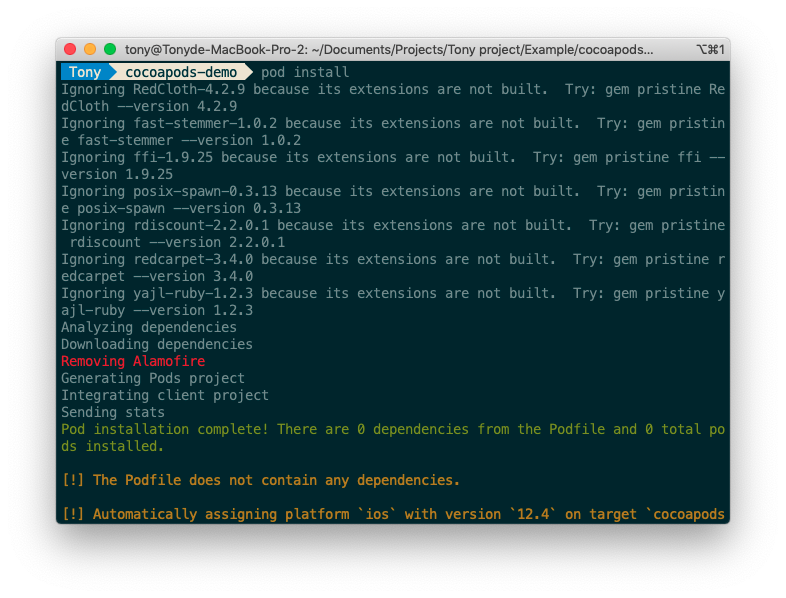 tony@Tonyde-MacBook-Pro-2: ~/Documents/Projects/Tony project/Example/cocoapods... ⌥⌘1
Tony cocoapods-demo pod install
Ignoring RedCloth-4.2.9 because its extensions are not built.  Try: gem pristine Re
dCloth --version 4.2.9
Ignoring fast-stemmer-1.0.2 because its extensions are not built.  Try: gem pristin
e fast-stemmer --version 1.0.2
Ignoring ffi-1.9.25 because its extensions are not built.  Try: gem pristine ffi --
version 1.9.25
Ignoring posix-spawn-0.3.13 because its extensions are not built.  Try: gem pristin
e posix-spawn --version 0.3.13
Ignoring rdiscount-2.2.0.1 because its extensions are not built.  Try: gem pristine
 rdiscount --version 2.2.0.1
Ignoring redcarpet-3.4.0 because its extensions are not built.  Try: gem pristine r
edcarpet --version 3.4.0
Ignoring yajl-ruby-1.2.3 because its extensions are not built.  Try: gem pristine y
ajl-ruby --version 1.2.3
Analyzing dependencies
Downloading dependencies
Removing Alamofire
Generating Pods project
Integrating client project
Sending stats
Pod installation complete! There are 0 dependencies from the Podfile and 0 total po
ds installed.
[!] The Podfile does not contain any dependencies.
[!] Automatically assigning platform `ios` with version `12.4` on target `cocoapods